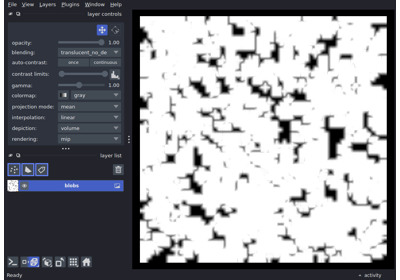 File View Layers Plugins Window Help
layer controls
opacity: 1.00
blending: translucent_no_de
auto-contrast: once continuous
contrast limits:
gamma: 1.00
colormap: gray
projection mode: mean
interpolation: linear
depiction: volume
rendering: mip
layer list
blobs
Ready activity